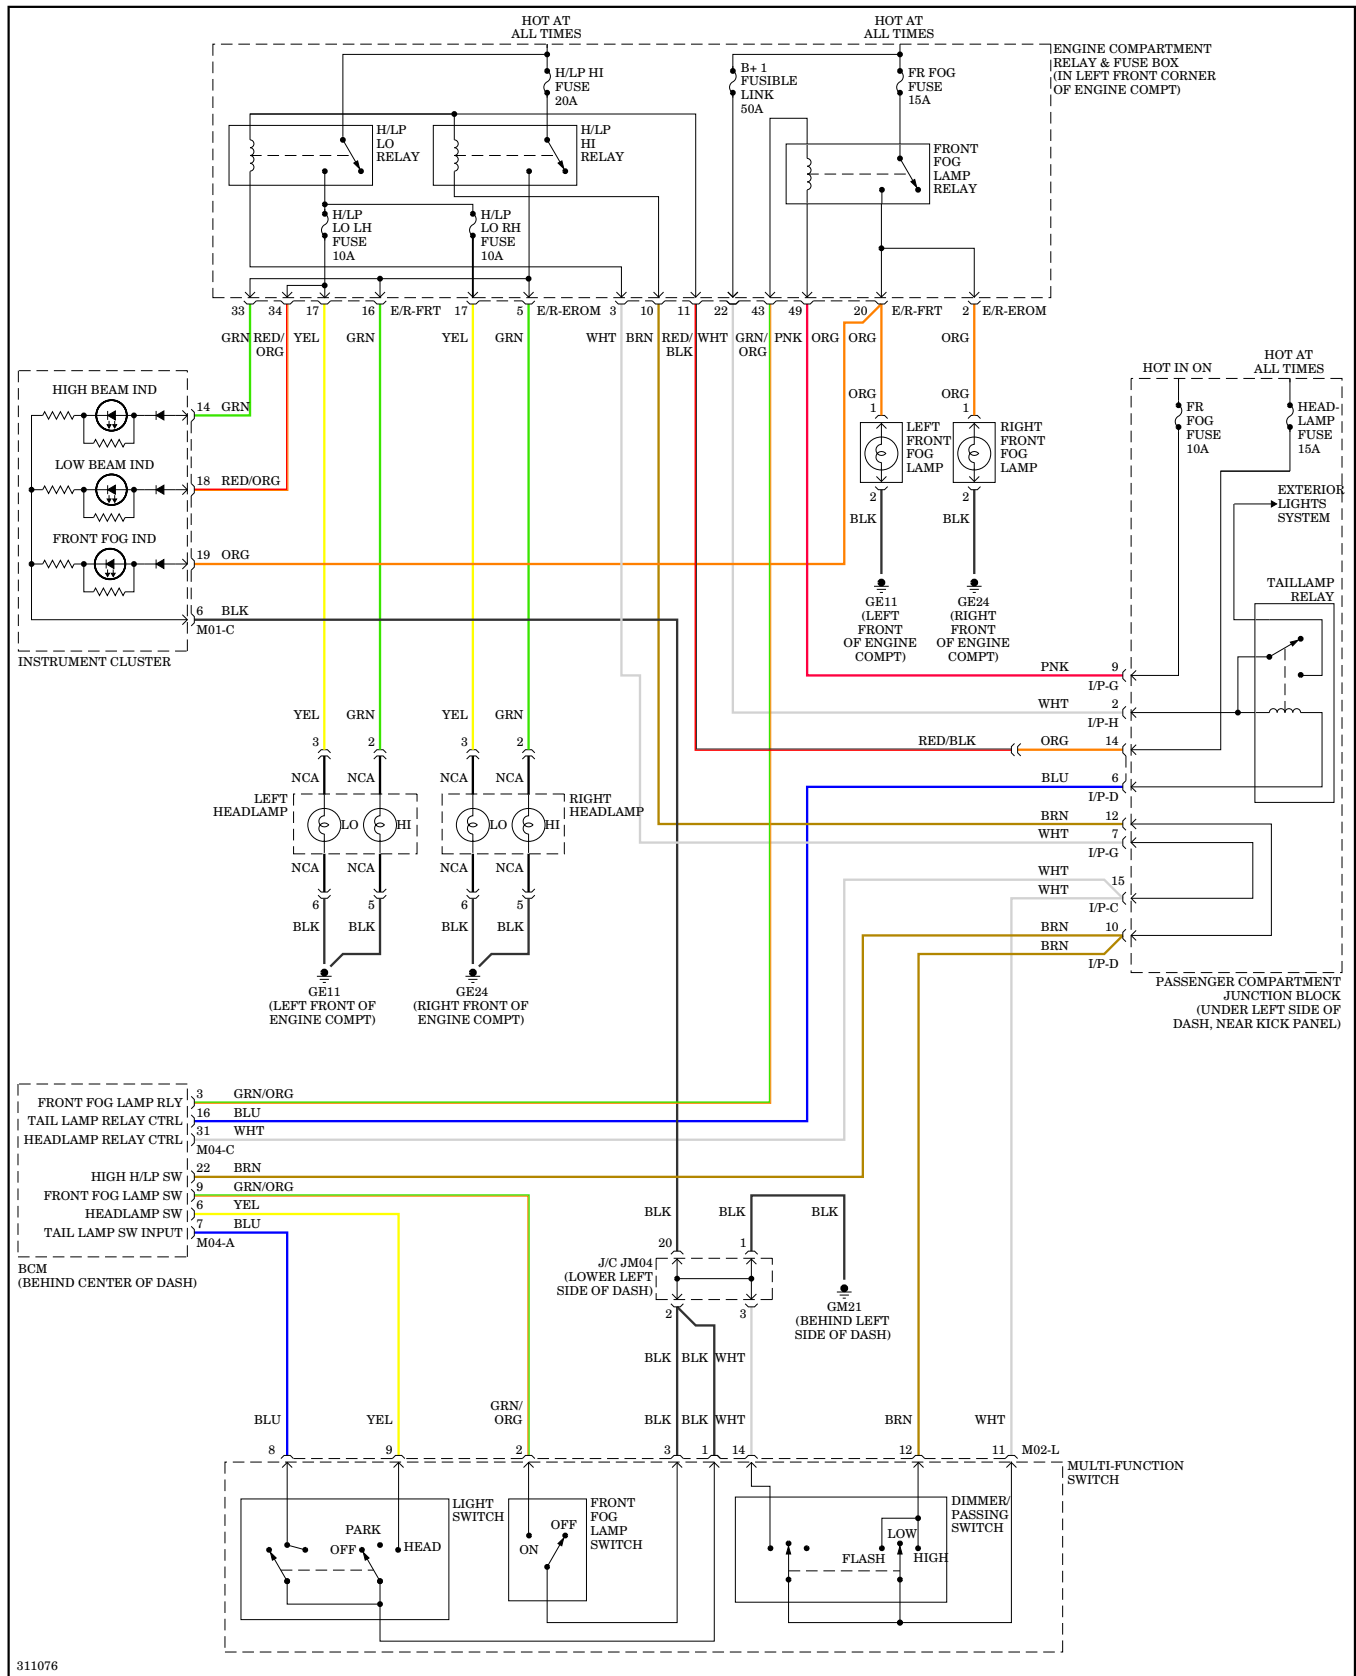 HOT AT
ALL TIMES
HOT AT
ALL TIMES
ENGINE COMPARTMENT
RELAY & FUSE BOX
(IN LEFT FRONT CORNER
OF ENGINE COMPT)
H/LP HI
FUSE
20A
B+ 1
FUSIBLE
LINK
50A
FR FOG
FUSE
15A
H/LP
LO
RELAY
H/LP
HI
RELAY
FRONT
FOG
LAMP
RELAY
H/LP
LO LH
FUSE
10A
H/LP
LO RH
FUSE
10A
33 34 17 16 E/R-FRT 17 5 E/R-EROM 3 10 11 22 43 49 20 E/R-FRT 2 E/R-EROM
GRN RED/ORG YEL GRN YEL GRN WHT BRN RED/BLK WHT GRN/ORG PNK ORG ORG ORG
HOT IN ON
HOT AT
ALL TIMES
FR
FOG
FUSE
10A
HEAD-
LAMP
FUSE
15A
HIGH BEAM IND
14 GRN
LOW BEAM IND
18 RED/ORG
FRONT FOG IND
19 ORG
6 BLK
M01-C
INSTRUMENT CLUSTER
ORG ORG
1 1
LEFT
FRONT
FOG
LAMP
RIGHT
FRONT
FOG
LAMP
2 2
BLK BLK
GE11
(LEFT
FRONT
OF ENGINE
COMPT)
GE24
(RIGHT
FRONT
OF ENGINE
COMPT)
EXTERIOR
LIGHTS
SYSTEM
TAILLAMP
RELAY
PNK 9
I/P-G
WHT 2
I/P-H
RED/BLK ORG 14
BLU 6
I/P-D
BRN 12
WHT 7
I/P-G
WHT 15
WHT
I/P-C
BRN 10
BRN
I/P-D
PASSENGER COMPARTMENT
JUNCTION BLOCK
(UNDER LEFT SIDE OF
DASH, NEAR KICK PANEL)
YEL GRN YEL GRN
3 2 3 2
NCA NCA NCA NCA
LEFT
HEADLAMP
LO HI
LO HI
RIGHT
HEADLAMP
NCA NCA NCA NCA
6 5 6 5
BLK BLK BLK BLK
GE11
(LEFT FRONT OF
ENGINE COMPT)
GE24
(RIGHT FRONT OF
ENGINE COMPT)
FRONT FOG LAMP RLY 3 GRN/ORG
TAIL LAMP RELAY CTRL 16 BLU
HEADLAMP RELAY CTRL 31 WHT
M04-C
HIGH H/LP SW 22 BRN
FRONT FOG LAMP SW 9 GRN/ORG
HEADLAMP SW 6 YEL
TAIL LAMP SW INPUT 7 BLU
M04-A
BCM
(BEHIND CENTER OF DASH)
BLK BLK BLK
20 1
J/C JM04
(LOWER LEFT
SIDE OF DASH)
2 3
GM21
(BEHIND LEFT
SIDE OF DASH)
BLK BLK WHT
BLU YEL GRN/ORG BLK BLK WHT BRN WHT
8 9 2 3 1 14 12 11 M02-L
MULTI-FUNCTION
SWITCH
LIGHT
SWITCH
PARK
OFF
HEAD
FRONT
FOG
LAMP
SWITCH
OFF
ON
DIMMER/
PASSING
SWITCH
LOW
FLASH
HIGH
311076